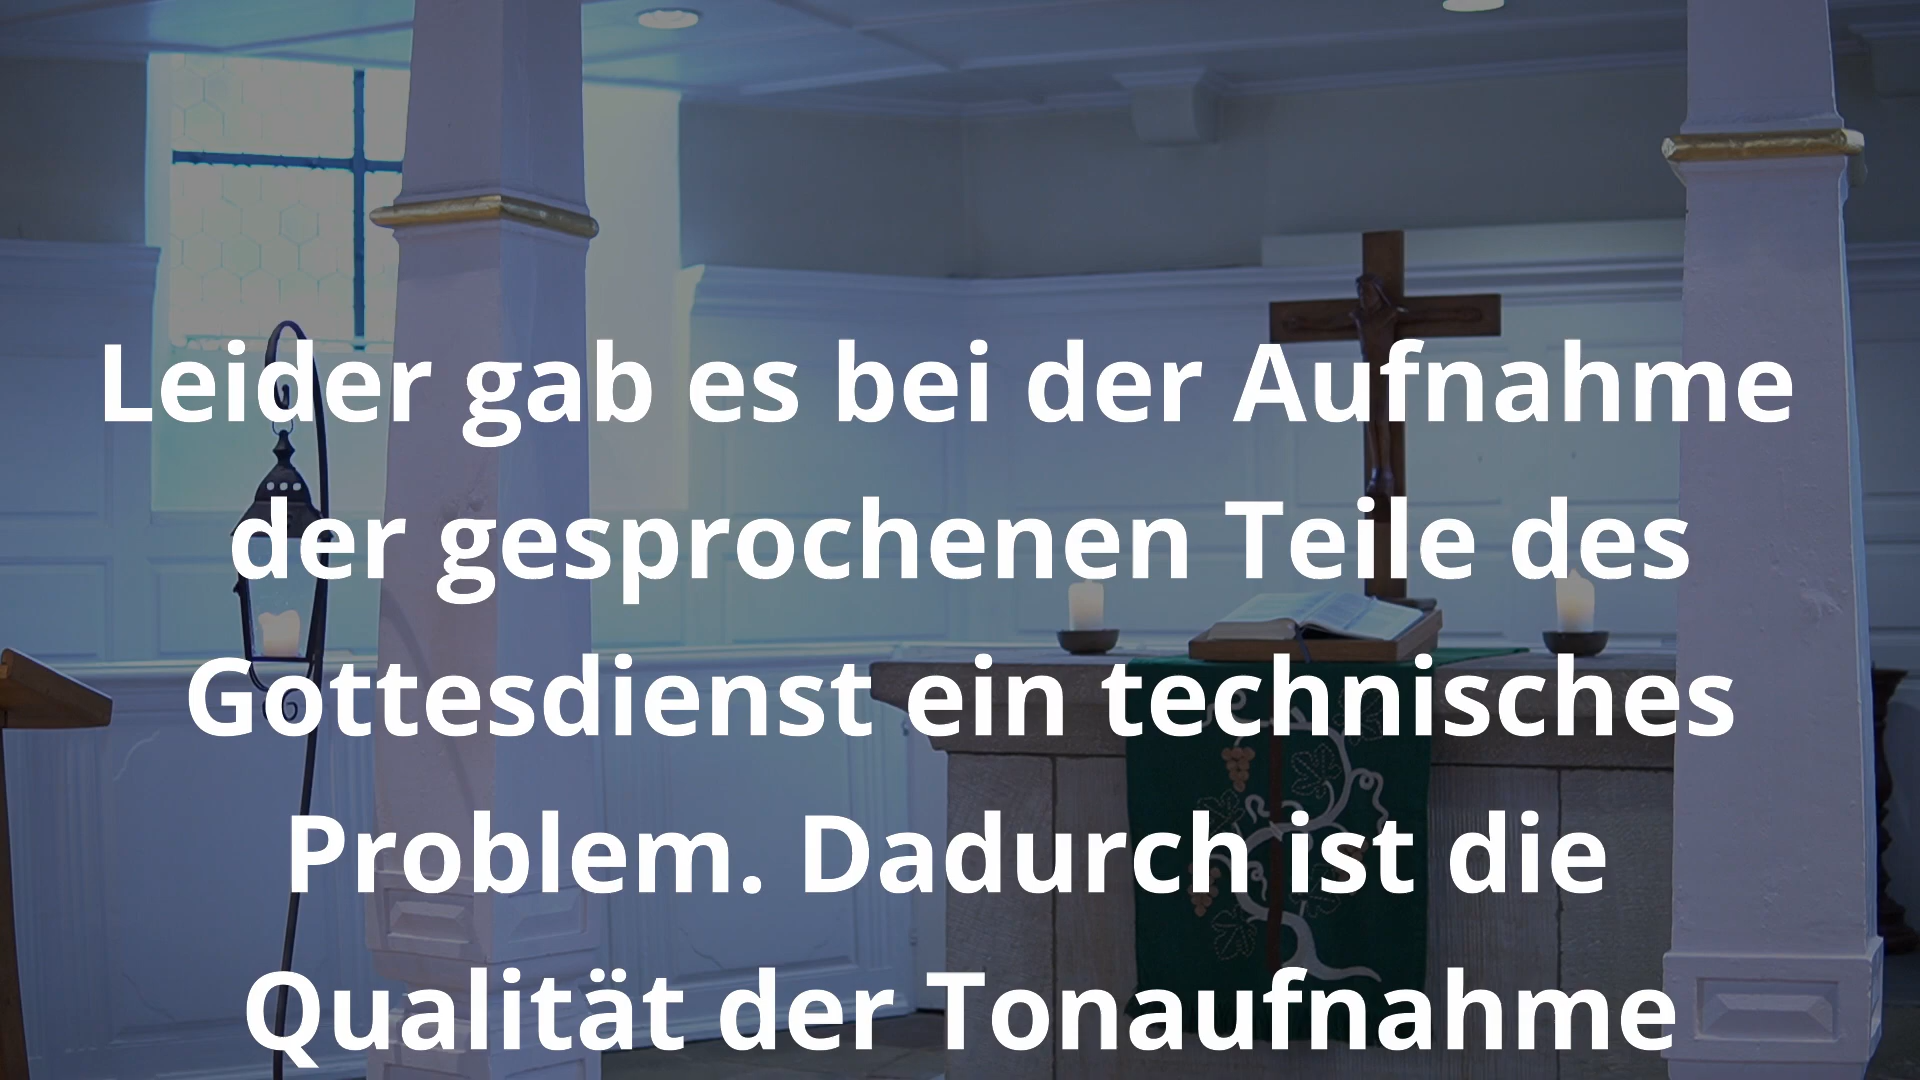 Leider gab es bei der Aufnahme
der gesprochenen Teile des
Gottesdienst ein technisches
Problem. Dadurch ist die
Qualität der Tonaufnahme